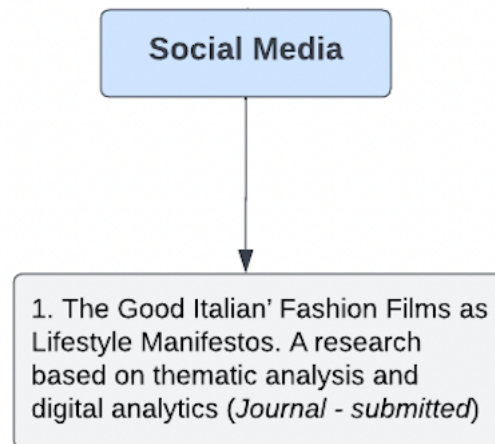 Social Media
1. The Good Italian’ Fashion Films as
Lifestyle Manifestos. A research
based on thematic analysis and
digital analytics (Journal - submitted)